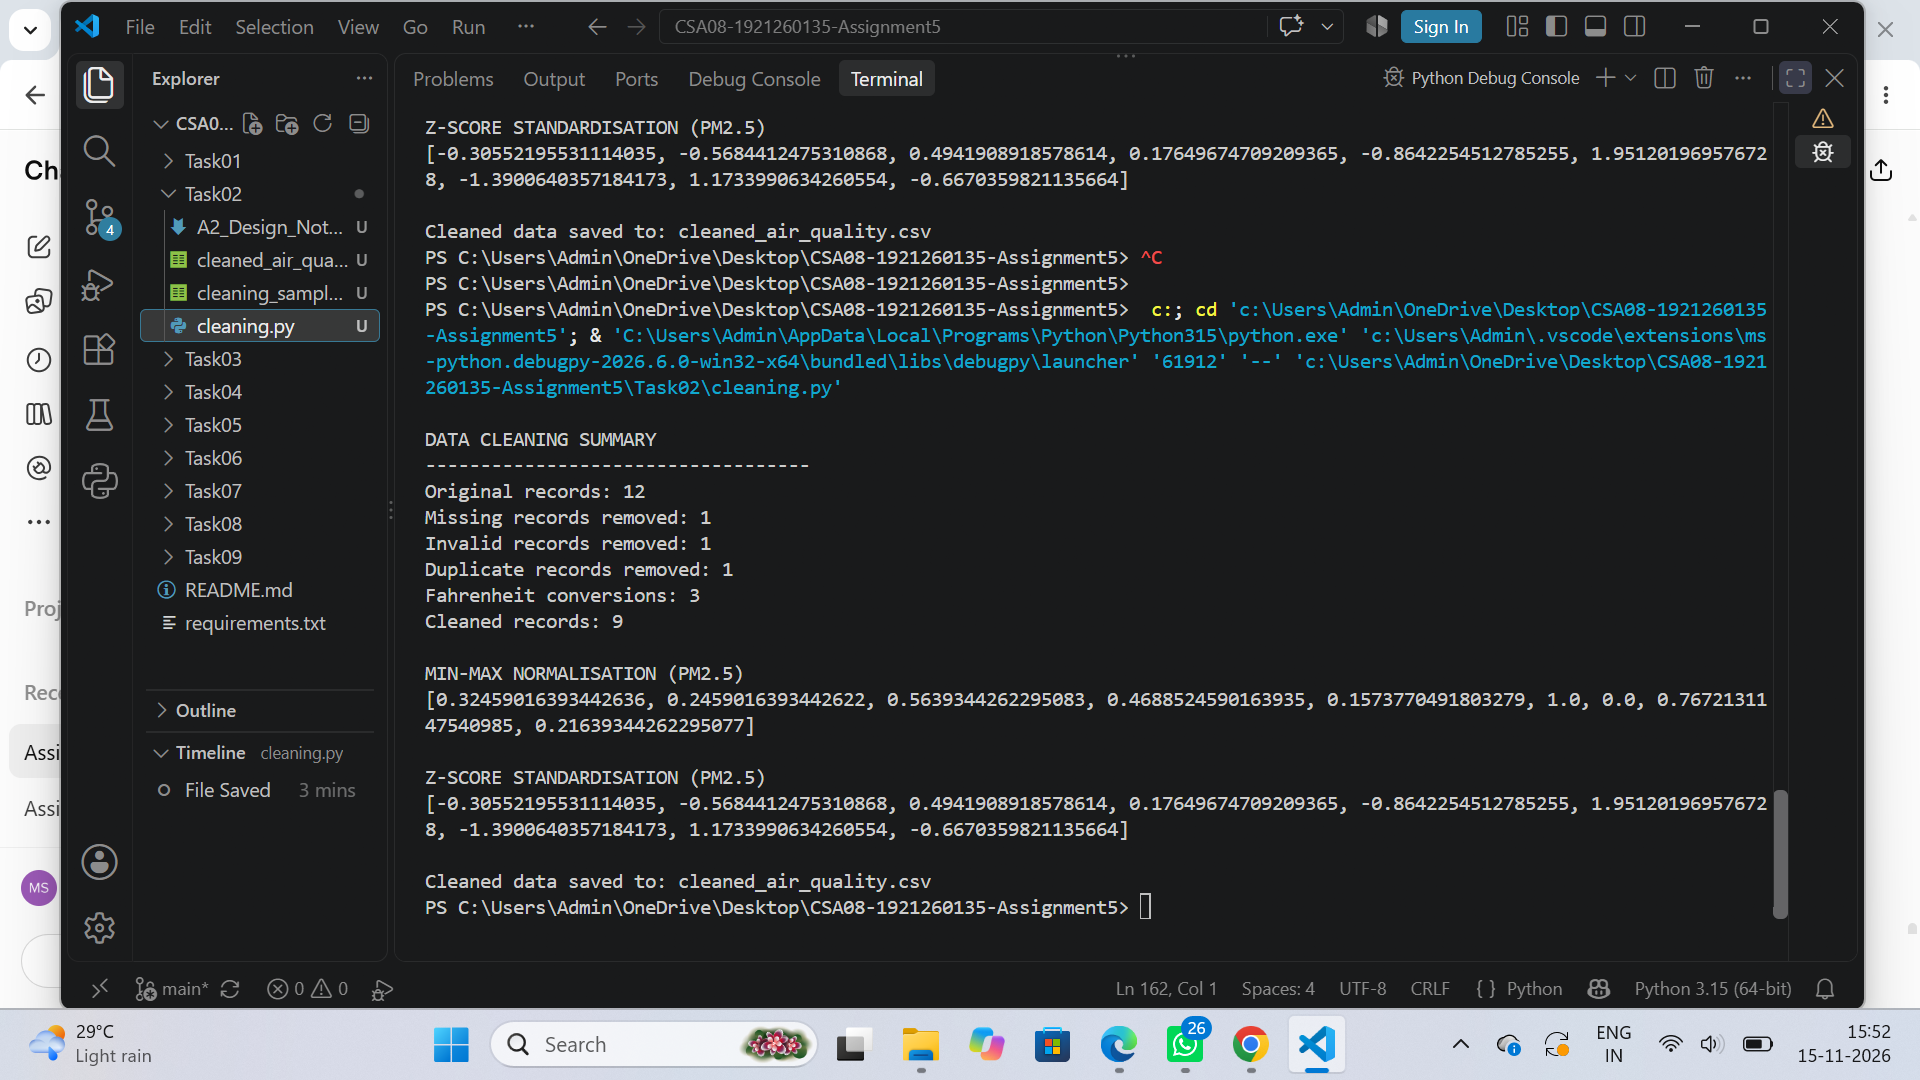 File Edit Selection View Go Run ··· CSA08-1921260135-Assignment5 Sign In
Explorer
Problems Output Ports Debug Console Terminal Python Debug Console
CSA0...
Task01
Task02
A2_Design_Not... U
cleaned_air_qua... U
cleaning_sampl... U
cleaning.py U
Task03
Task04
Task05
Task06
Task07
Task08
Task09
README.md
requirements.txt
Outline
Timeline cleaning.py
File Saved 3 mins
4
Z-SCORE STANDARDISATION (PM2.5)
[-0.30552195531114035, -0.5684412475310868, 0.4941908918578614, 0.17649674709209365, -0.8642254512785255, 1.95120196957672
8, -1.3900640357184173, 1.1733990634260554, -0.6670359821135664]
Cleaned data saved to: cleaned_air_quality.csv
PS C:\Users\Admin\OneDrive\Desktop\CSA08-1921260135-Assignment5> ^C
PS C:\Users\Admin\OneDrive\Desktop\CSA08-1921260135-Assignment5>
PS C:\Users\Admin\OneDrive\Desktop\CSA08-1921260135-Assignment5>  c:; cd 'c:\Users\Admin\OneDrive\Desktop\CSA08-1921260135
-Assignment5'; & 'C:\Users\Admin\AppData\Local\Programs\Python\Python315\python.exe' 'c:\Users\Admin\.vscode\extensions\ms
-python.debugpy-2026.6.0-win32-x64\bundled\libs\debugpy\launcher' '61912' '--' 'c:\Users\Admin\OneDrive\Desktop\CSA08-1921
260135-Assignment5\Task02\cleaning.py'
DATA CLEANING SUMMARY
-----------------------------------
Original records: 12
Missing records removed: 1
Invalid records removed: 1
Duplicate records removed: 1
Fahrenheit conversions: 3
Cleaned records: 9
MIN-MAX NORMALISATION (PM2.5)
[0.32459016393442636, 0.2459016393442622, 0.5639344262295083, 0.4688524590163935, 0.1573770491803279, 1.0, 0.0, 0.76721311
47540985, 0.21639344262295077]
Z-SCORE STANDARDISATION (PM2.5)
[-0.30552195531114035, -0.5684412475310868, 0.4941908918578614, 0.17649674709209365, -0.8642254512785255, 1.95120196957672
8, -1.3900640357184173, 1.1733990634260554, -0.6670359821135664]
Cleaned data saved to: cleaned_air_quality.csv
PS C:\Users\Admin\OneDrive\Desktop\CSA08-1921260135-Assignment5>
main* 0 0 Ln 162, Col 1 Spaces: 4 UTF-8 CRLF { } Python Python 3.15 (64-bit)
Ch
Proj
Rec
Assi
Assi
MS
29°C
Light rain
Search
26
ENG
IN
15:52
15-11-2026